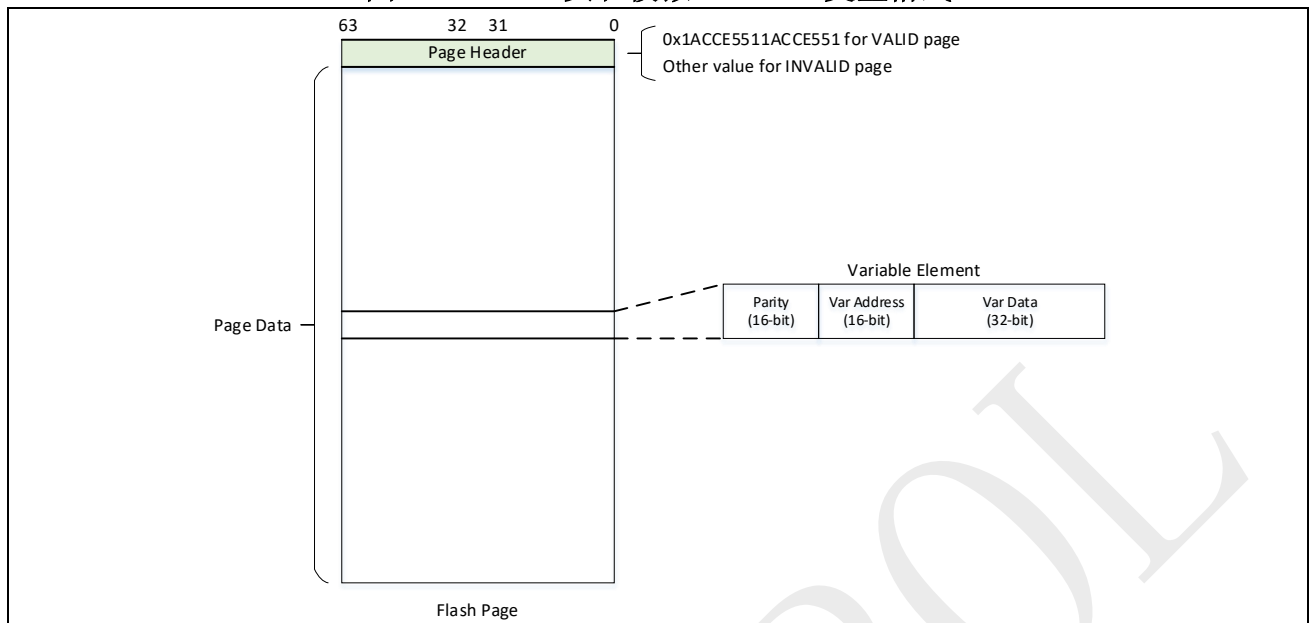 63 32 31 0
Page Header
0x1ACCE5511ACCE551 for VALID page
Other value for INVALID page
Variable Element
Parity
(16-bit)
Var Address
(16-bit)
Var Data
(32-bit)
Page Data
Flash Page